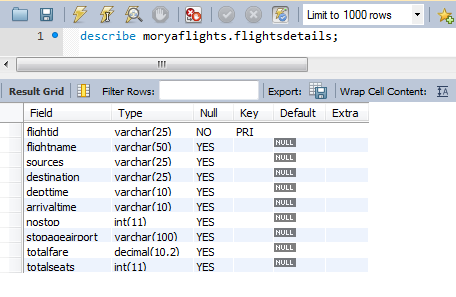 Limit to 1000 rows
1 describe moryaflights.flightsdetails;
Result Grid Filter Rows: Export: Wrap Cell Content: IA
Field Type Null Key Default Extra
flightid varchar(25) NO PRI
flightname varchar(50) YES NULL
sources varchar(25) YES NULL
destination varchar(25) YES NULL
depttime varchar(10) YES NULL
arrivaltime varchar(10) YES NULL
nostop int(11) YES NULL
stopageairport varchar(100) YES NULL
totalfare decimal(10,2) YES NULL
totalseats int(11) YES NULL